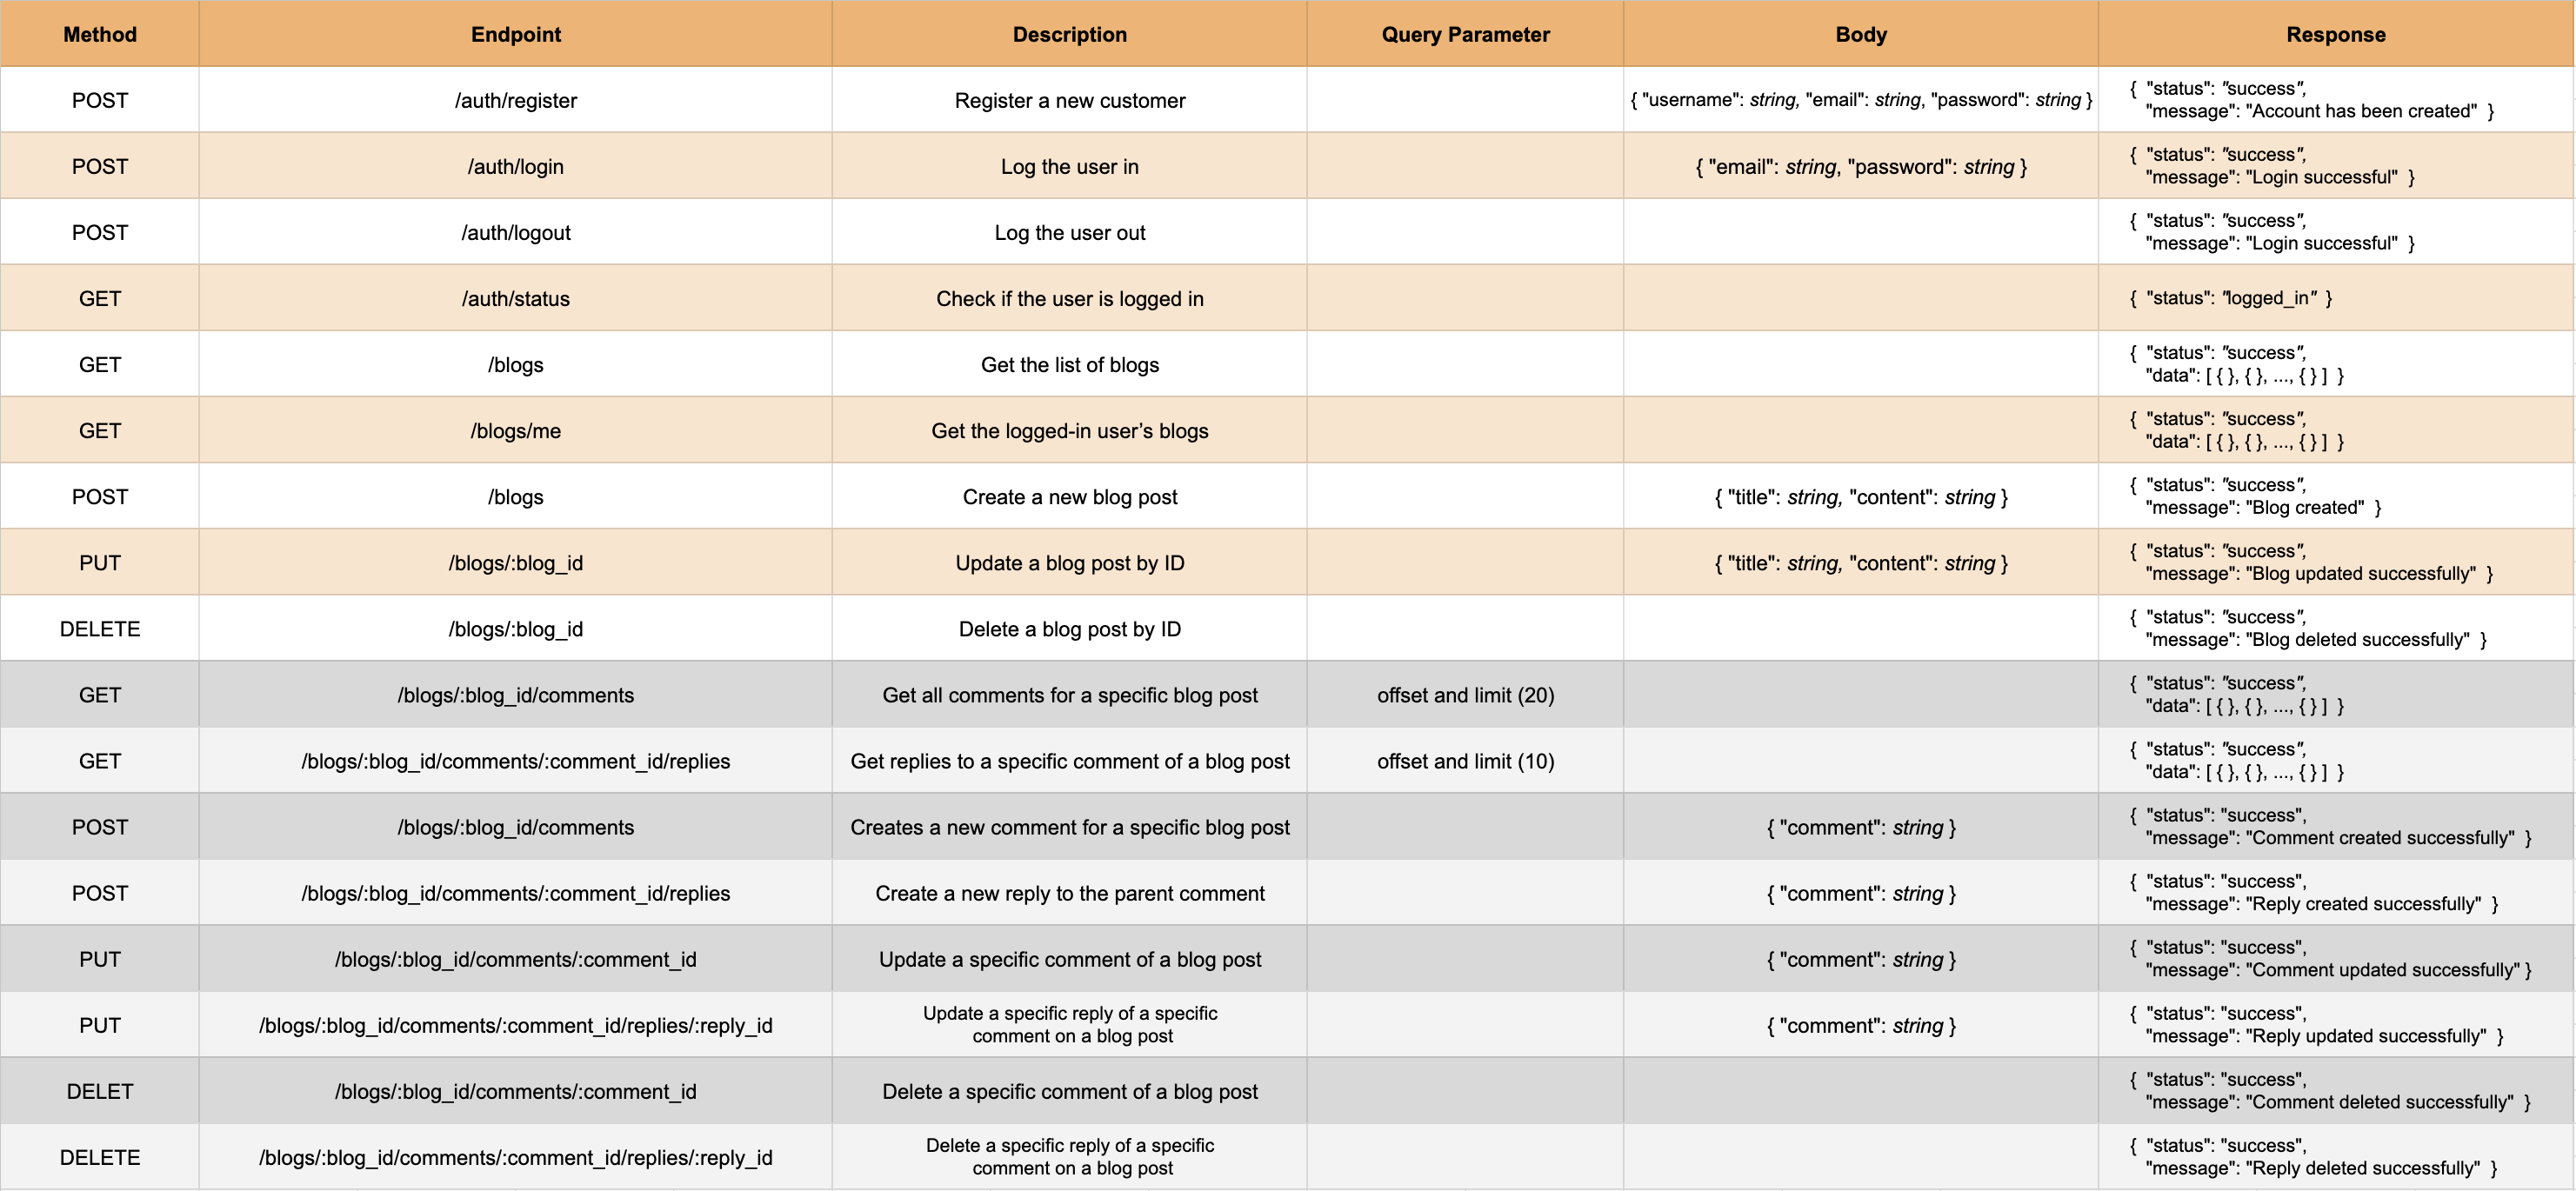 Method Endpoint Description Query Parameter Body Response
POST /auth/register Register a new customer { "username": string, "email": string, "password": string } { "status": "success",
"message": "Account has been created" }
POST /auth/login Log the user in { "email": string, "password": string } { "status": "success",
"message": "Login successful" }
POST /auth/logout Log the user out { "status": "success",
"message": "Login successful" }
GET /auth/status Check if the user is logged in { "status": "logged_in" }
GET /blogs Get the list of blogs { "status": "success",
"data": [ { }, { }, ..., { } ] }
GET /blogs/me Get the logged-in user’s blogs { "status": "success",
"data": [ { }, { }, ..., { } ] }
POST /blogs Create a new blog post { "title": string, "content": string } { "status": "success",
"message": "Blog created" }
PUT /blogs/:blog_id Update a blog post by ID { "title": string, "content": string } { "status": "success",
"message": "Blog updated successfully" }
DELETE /blogs/:blog_id Delete a blog post by ID { "status": "success",
"message": "Blog deleted successfully" }
GET /blogs/:blog_id/comments Get all comments for a specific blog post offset and limit (20) { "status": "success",
"data": [ { }, { }, ..., { } ] }
GET /blogs/:blog_id/comments/:comment_id/replies Get replies to a specific comment of a blog post offset and limit (10) { "status": "success",
"data": [ { }, { }, ..., { } ] }
POST /blogs/:blog_id/comments Creates a new comment for a specific blog post { "comment": string } { "status": "success",
"message": "Comment created successfully" }
POST /blogs/:blog_id/comments/:comment_id/replies Create a new reply to the parent comment { "comment": string } { "status": "success",
"message": "Reply created successfully" }
PUT /blogs/:blog_id/comments/:comment_id Update a specific comment of a blog post { "comment": string } { "status": "success",
"message": "Comment updated successfully" }
PUT /blogs/:blog_id/comments/:comment_id/replies/:reply_id Update a specific reply of a specific
comment on a blog post { "comment": string } { "status": "success",
"message": "Reply updated successfully" }
DELET /blogs/:blog_id/comments/:comment_id Delete a specific comment of a blog post { "status": "success",
"message": "Comment deleted successfully" }
DELETE /blogs/:blog_id/comments/:comment_id/replies/:reply_id Delete a specific reply of a specific
comment on a blog post { "status": "success",
"message": "Reply deleted successfully" }